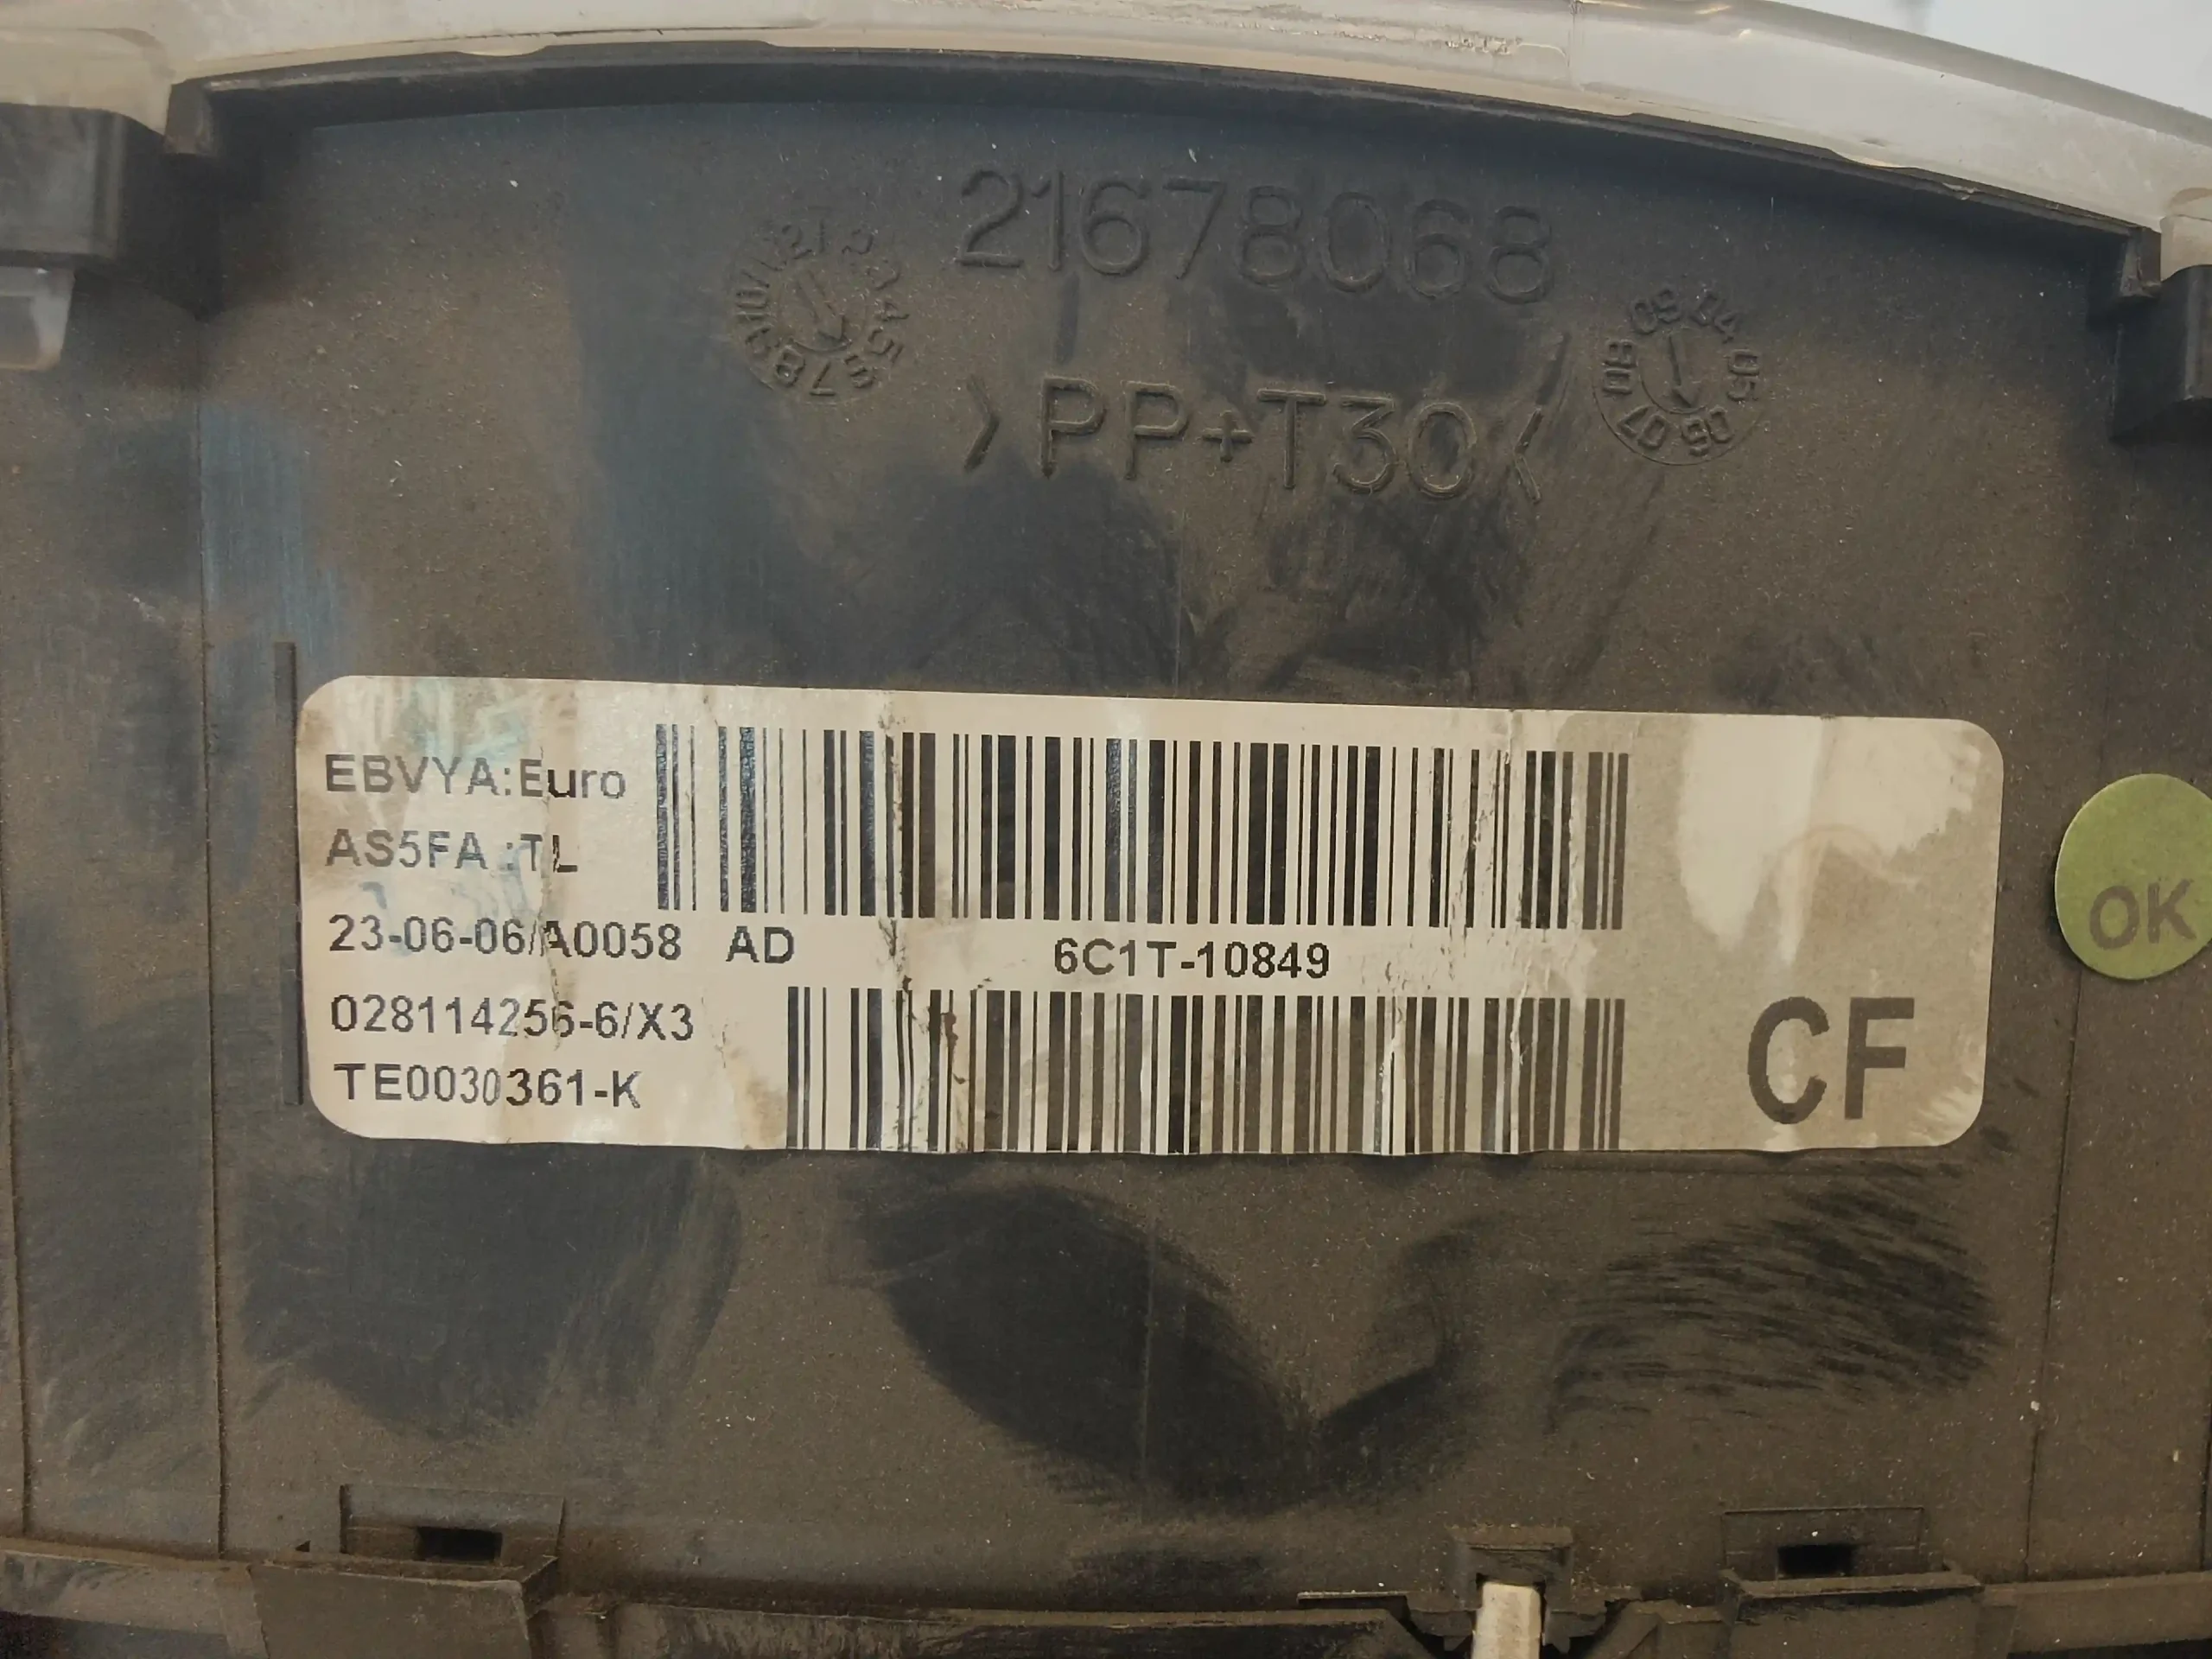 21678068
>PP+T30<
EBVYA:Euro
AS5FA :TL
23-06-06/A0058 AD
6C1T-10849
028114256-6/X3
TE0030361-K
CF
OK